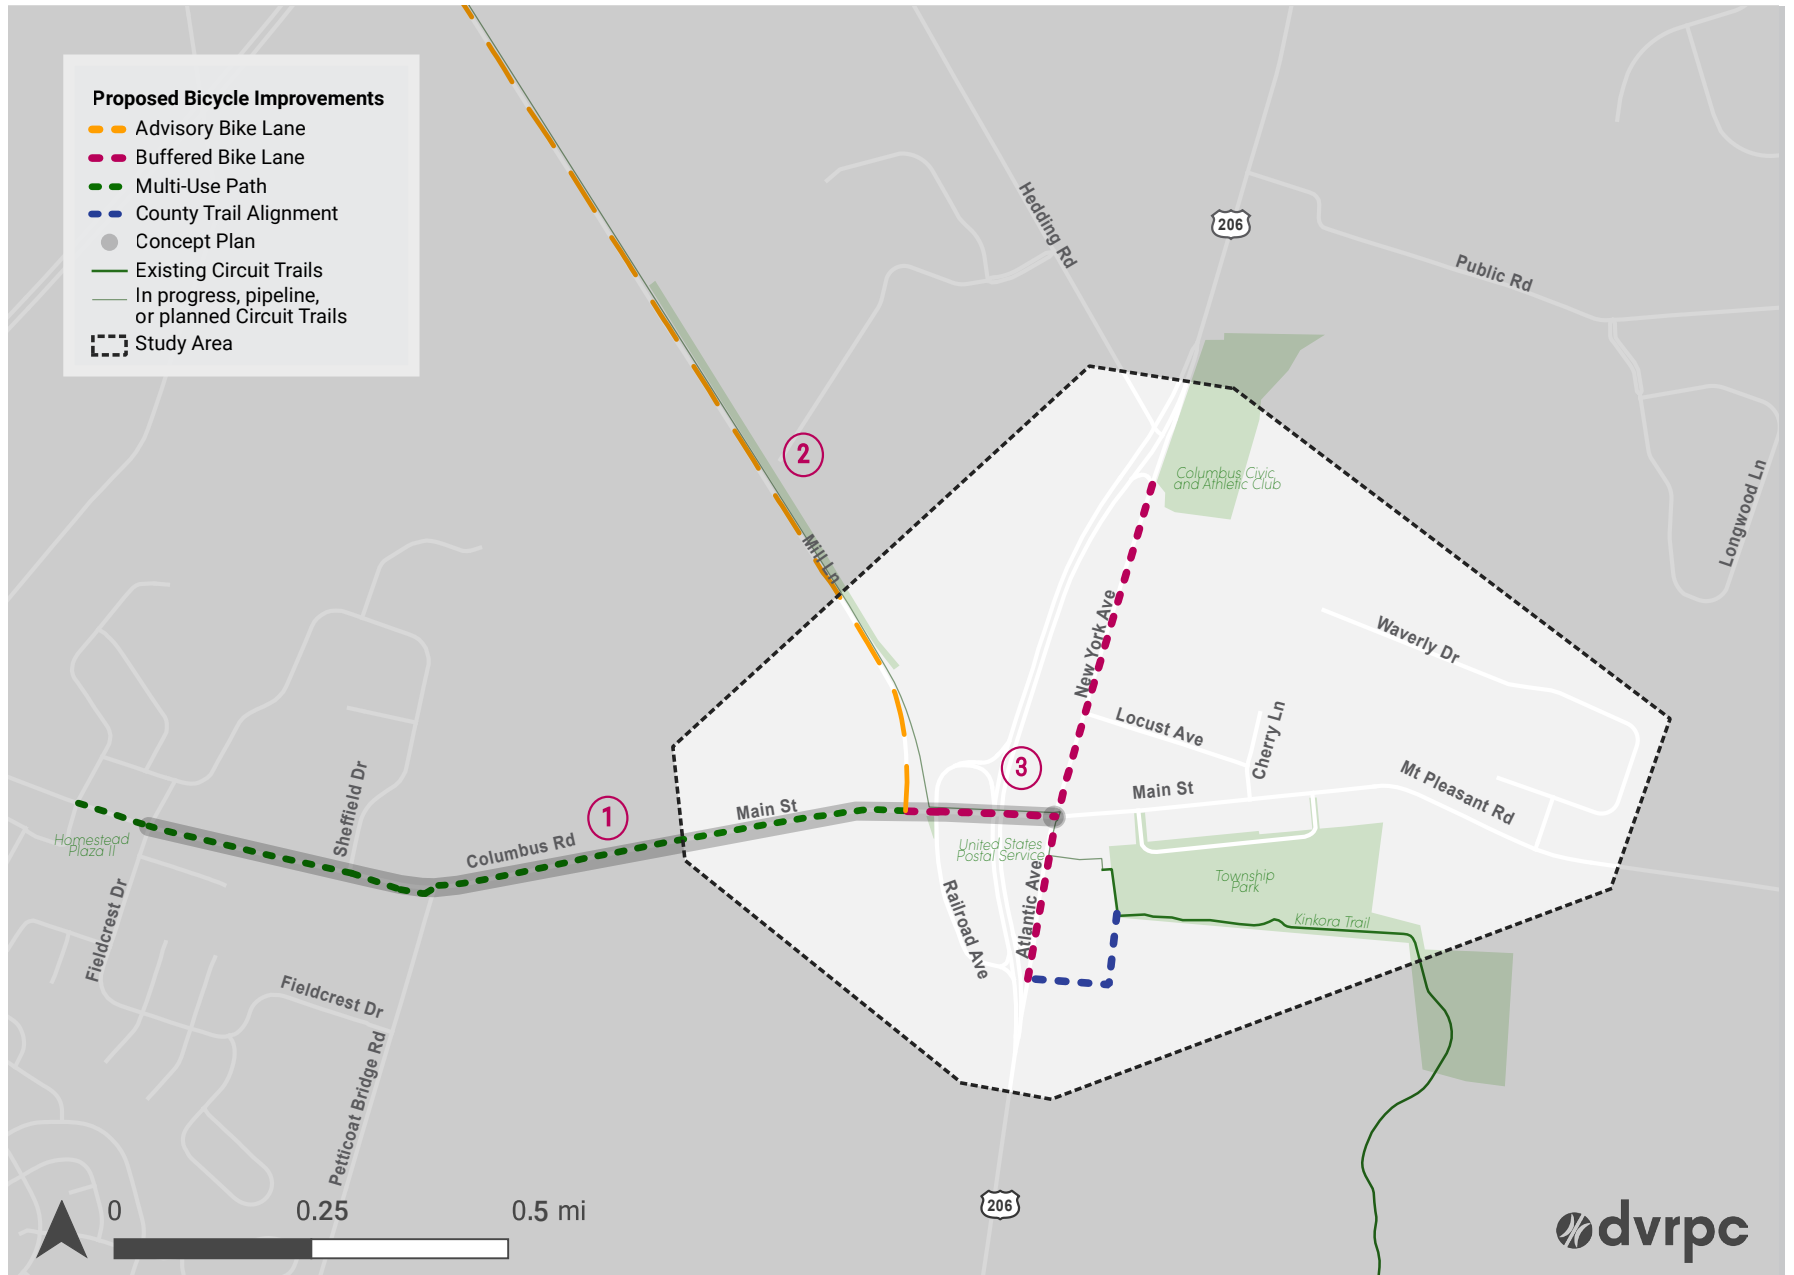 Proposed Bicycle Improvements
Advisory Bike Lane
Buffered Bike Lane
Multi-Use Path
County Trail Alignment
Concept Plan
Existing Circuit Trails
In progress, pipeline,
or planned Circuit Trails
Study Area
Hedding Rd
206
Public Rd
2
Columbus Civic
and Athletic Club
Longwood Ln
Mill Ln
New York Ave
Waverly Dr
Locust Ave
Cherry Ln
3
Main St
Mt Pleasant Rd
Main St
1
Sheffield Dr
Columbus Rd
Homestead
Plaza II
United States
Postal Service
Township
Park
Kinkora Trail
Atlantic Ave
Railroad Ave
Fieldcrest Dr
Fieldcrest Dr
Petticoat Bridge Rd
206
0
0.25
0.5 mi
dvrpc